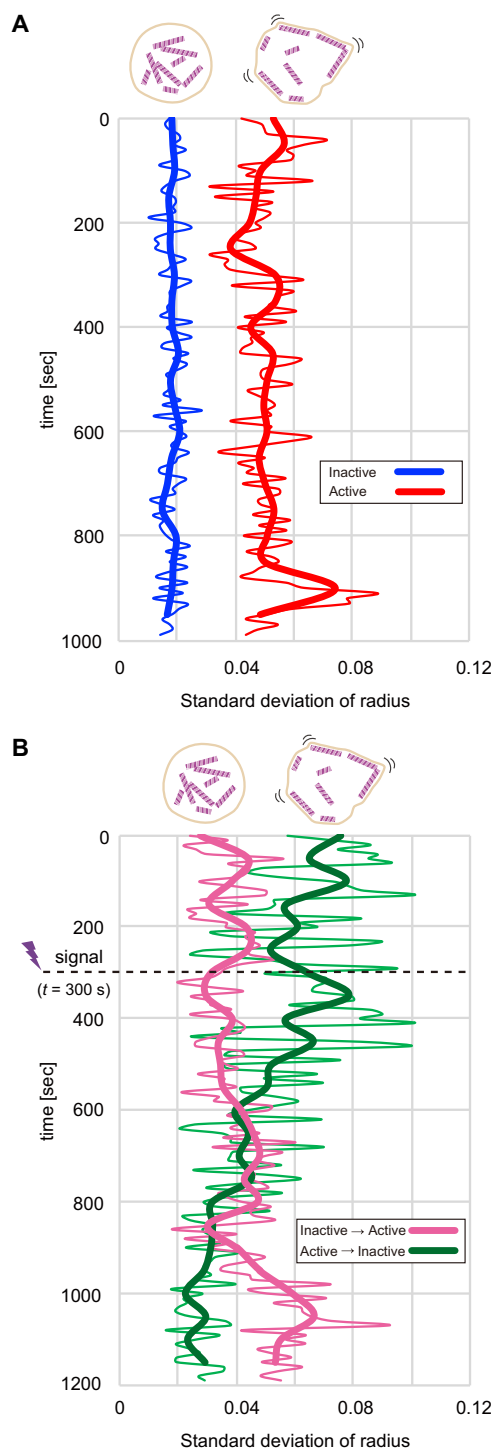 A
0
200
400
600
800
1000
time [sec]
Inactive
Active
0
0.04
0.08
0.12
Standard deviation of radius
B
0
200
signal
(t = 300 s)
400
600
800
1000
1200
time [sec]
Inactive → Active
Active → Inactive
0
0.04
0.08
0.12
Standard deviation of radius